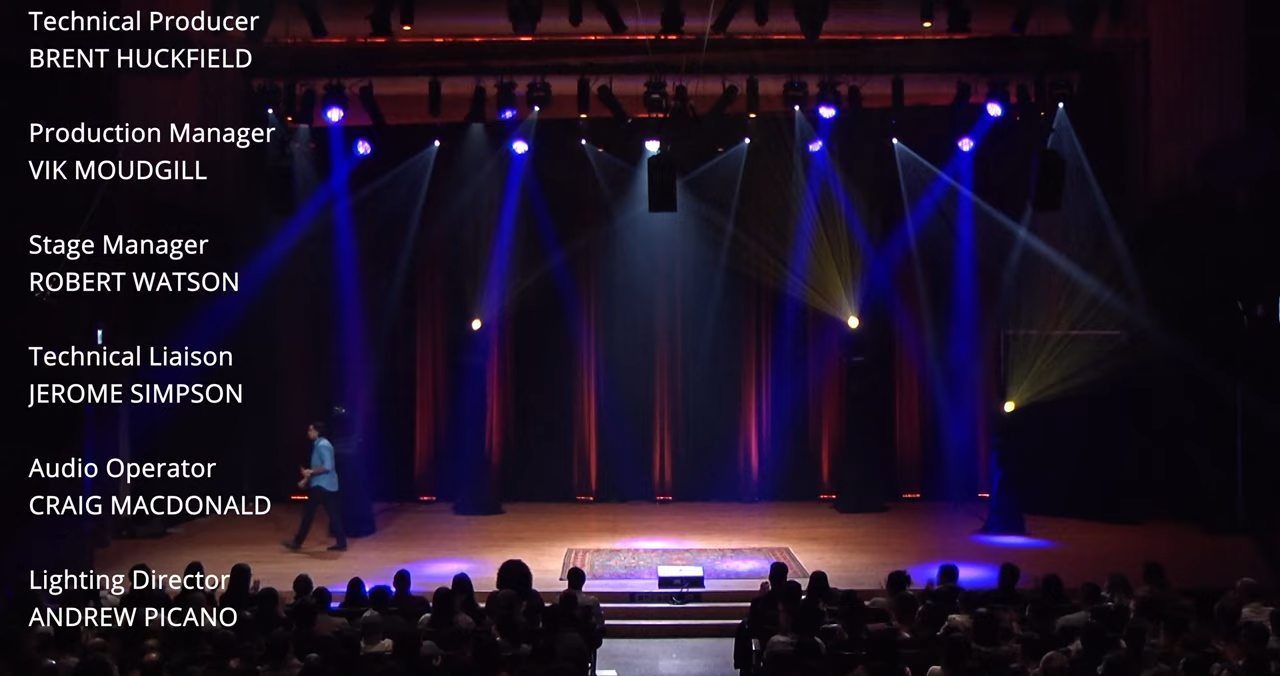 Technical Producer
BRENT HUCKFIELD
Production Manager
VIK MOUDGILL
Stage Manager
ROBERT WATSON
Technical Liaison
JEROME SIMPSON
Audio Operator
CRAIG MACDONALD
Lighting Director
ANDREW PICANO